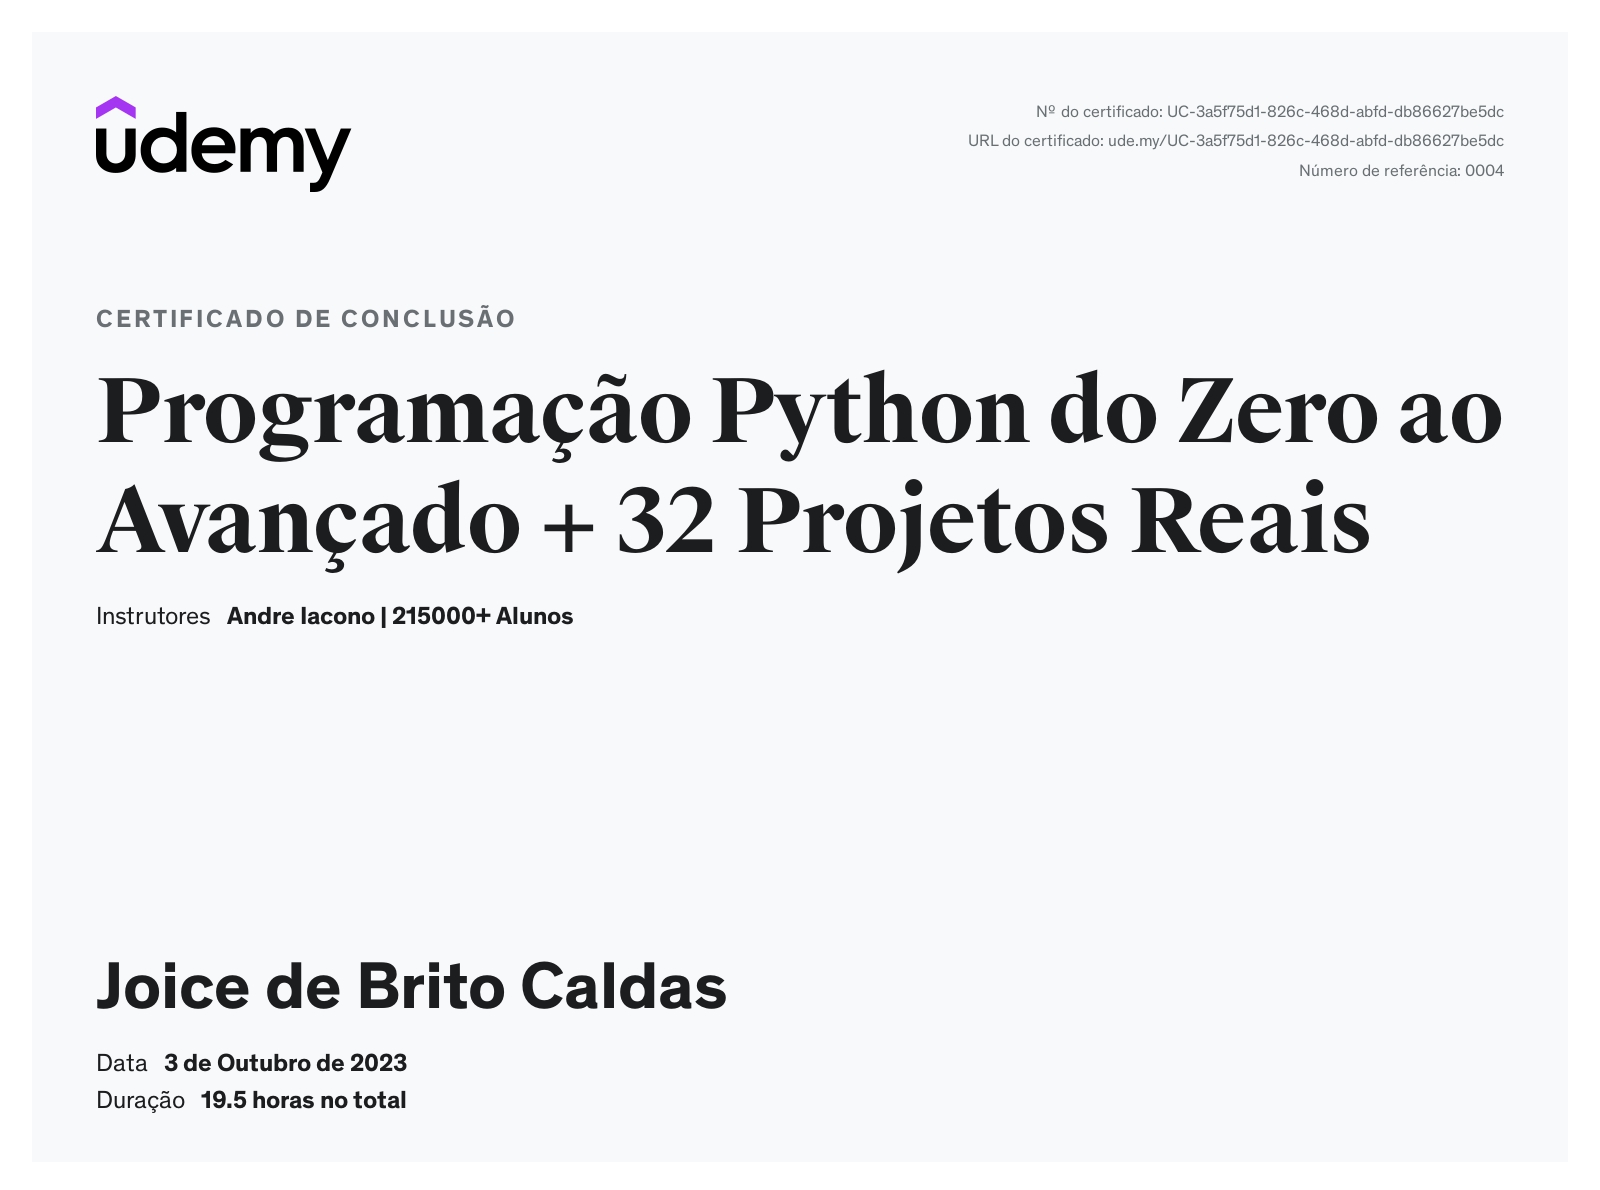 udemy
Nº do certificado: UC-3a5f75d1-826c-468d-abfd-db86627be5dc
URL do certificado: ude.my/UC-3a5f75d1-826c-468d-abfd-db86627be5dc
Número de referência: 0004
CERTIFICADO DE CONCLUSÃO
Programação Python do Zero ao
Avançado + 32 Projetos Reais
Instrutores Andre Iacono | 215000+ Alunos
Joice de Brito Caldas
Data 3 de Outubro de 2023
Duração 19.5 horas no total